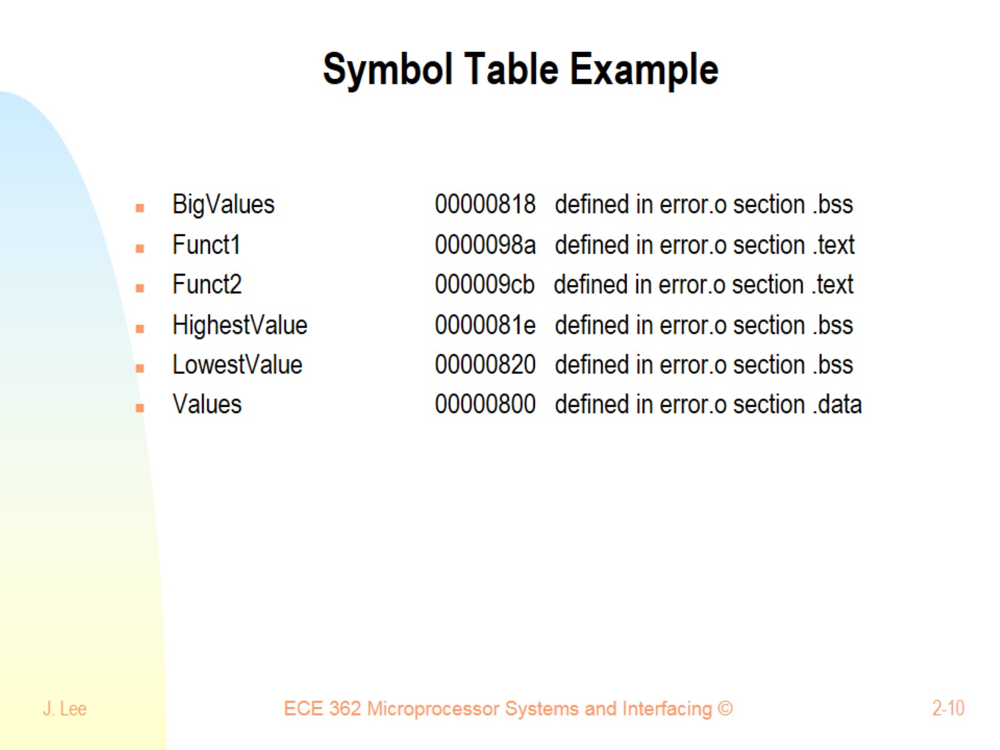 Symbol Table Example
BigValues 00000818 defined in error.o section .bss
Funct1 0000098a defined in error.o section .text
Funct2 000009cb defined in error.o section .text
HighestValue 0000081e defined in error.o section .bss
LowestValue 00000820 defined in error.o section .bss
Values 00000800 defined in error.o section .data
J. Lee ECE 362 Microprocessor Systems and Interfacing © 2-10